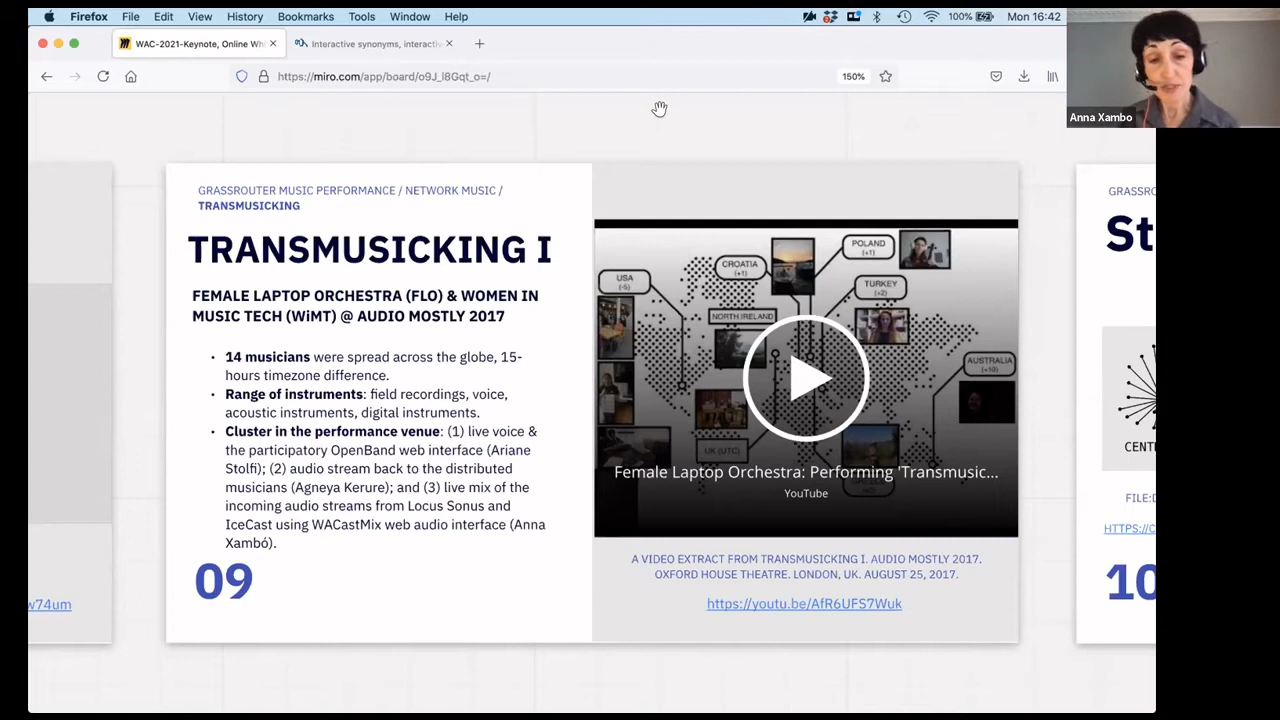 Firefox File Edit View History Bookmarks Tools Window Help 100% Mon 16:42
WAC-2021-Keynote, Online Wh
Interactive synonyms, interacti
https://miro.com/app/board/o9J_l8Gqt_o=/
150%
Anna Xambo
GRASSROUTER MUSIC PERFORMANCE / NETWORK MUSIC /
TRANSMUSICKING
TRANSMUSICKING I
FEMALE LAPTOP ORCHESTRA (FLO) & WOMEN IN
MUSIC TECH (WiMT) @ AUDIO MOSTLY 2017
• 14 musicians were spread across the globe, 15-
hours timezone difference.
• Range of instruments: field recordings, voice,
acoustic instruments, digital instruments.
• Cluster in the performance venue: (1) live voice &
the participatory OpenBand web interface (Ariane
Stolfi); (2) audio stream back to the distributed
musicians (Agneya Kerure); and (3) live mix of the
incoming audio streams from Locus Sonus and
IceCast using WACastMix web audio interface (Anna
Xambó).
09
w74um
USA
(-5)
CROATIA
(+1)
POLAND
(+1)
TURKEY
(+2)
NORTH IRELAND
AUSTRALIA
(+10)
UK (UTC)
GREECE
Female Laptop Orchestra: Performing 'Transmusic...
YouTube
A VIDEO EXTRACT FROM TRANSMUSICKING I. AUDIO MOSTLY 2017.
OXFORD HOUSE THEATRE. LONDON, UK. AUGUST 25, 2017.
https://youtu.be/AfR6UFS7Wuk
GRASSRO
St
CENT
FILE:D
HTTPS://C
10